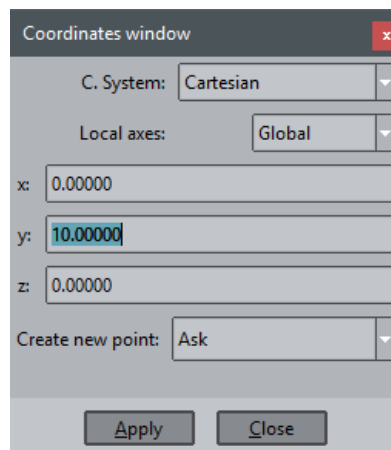 Coordinates window x
C. System: Cartesian
Local axes: Global
x: 0.00000
y: 10.00000
z: 0.00000
Create new point: Ask
Apply Close